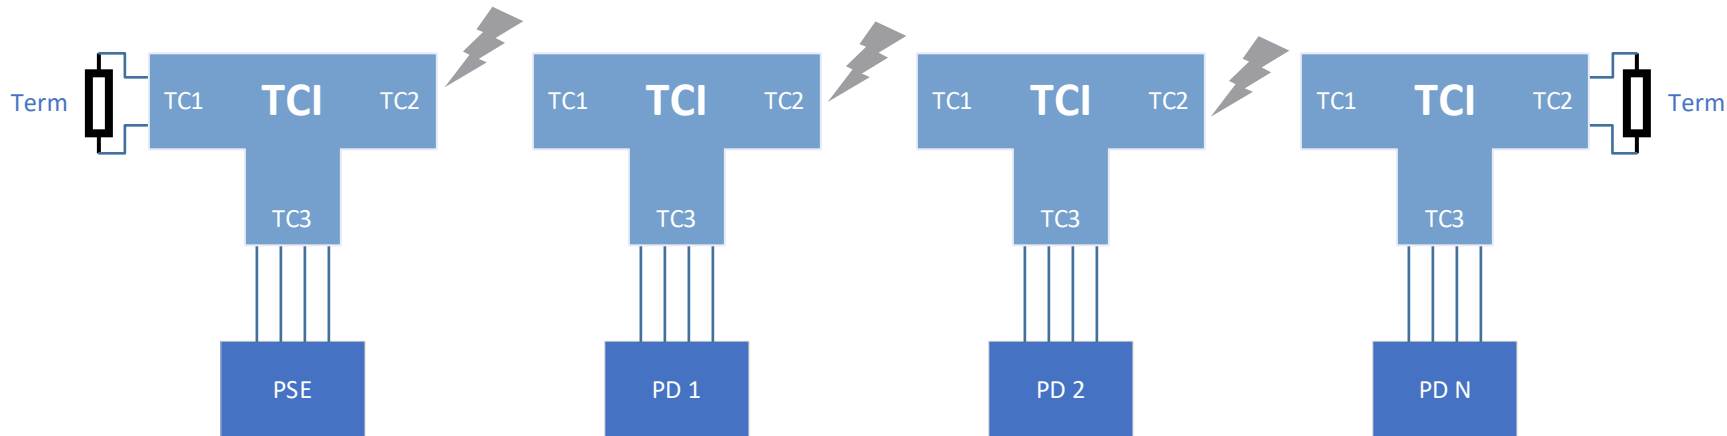 Term
TC1 TCI TC2
TC3
PSE
TC1 TCI TC2
TC3
PD 1
TC1 TCI TC2
TC3
PD 2
TC1 TCI TC2
TC3
PD N
Term